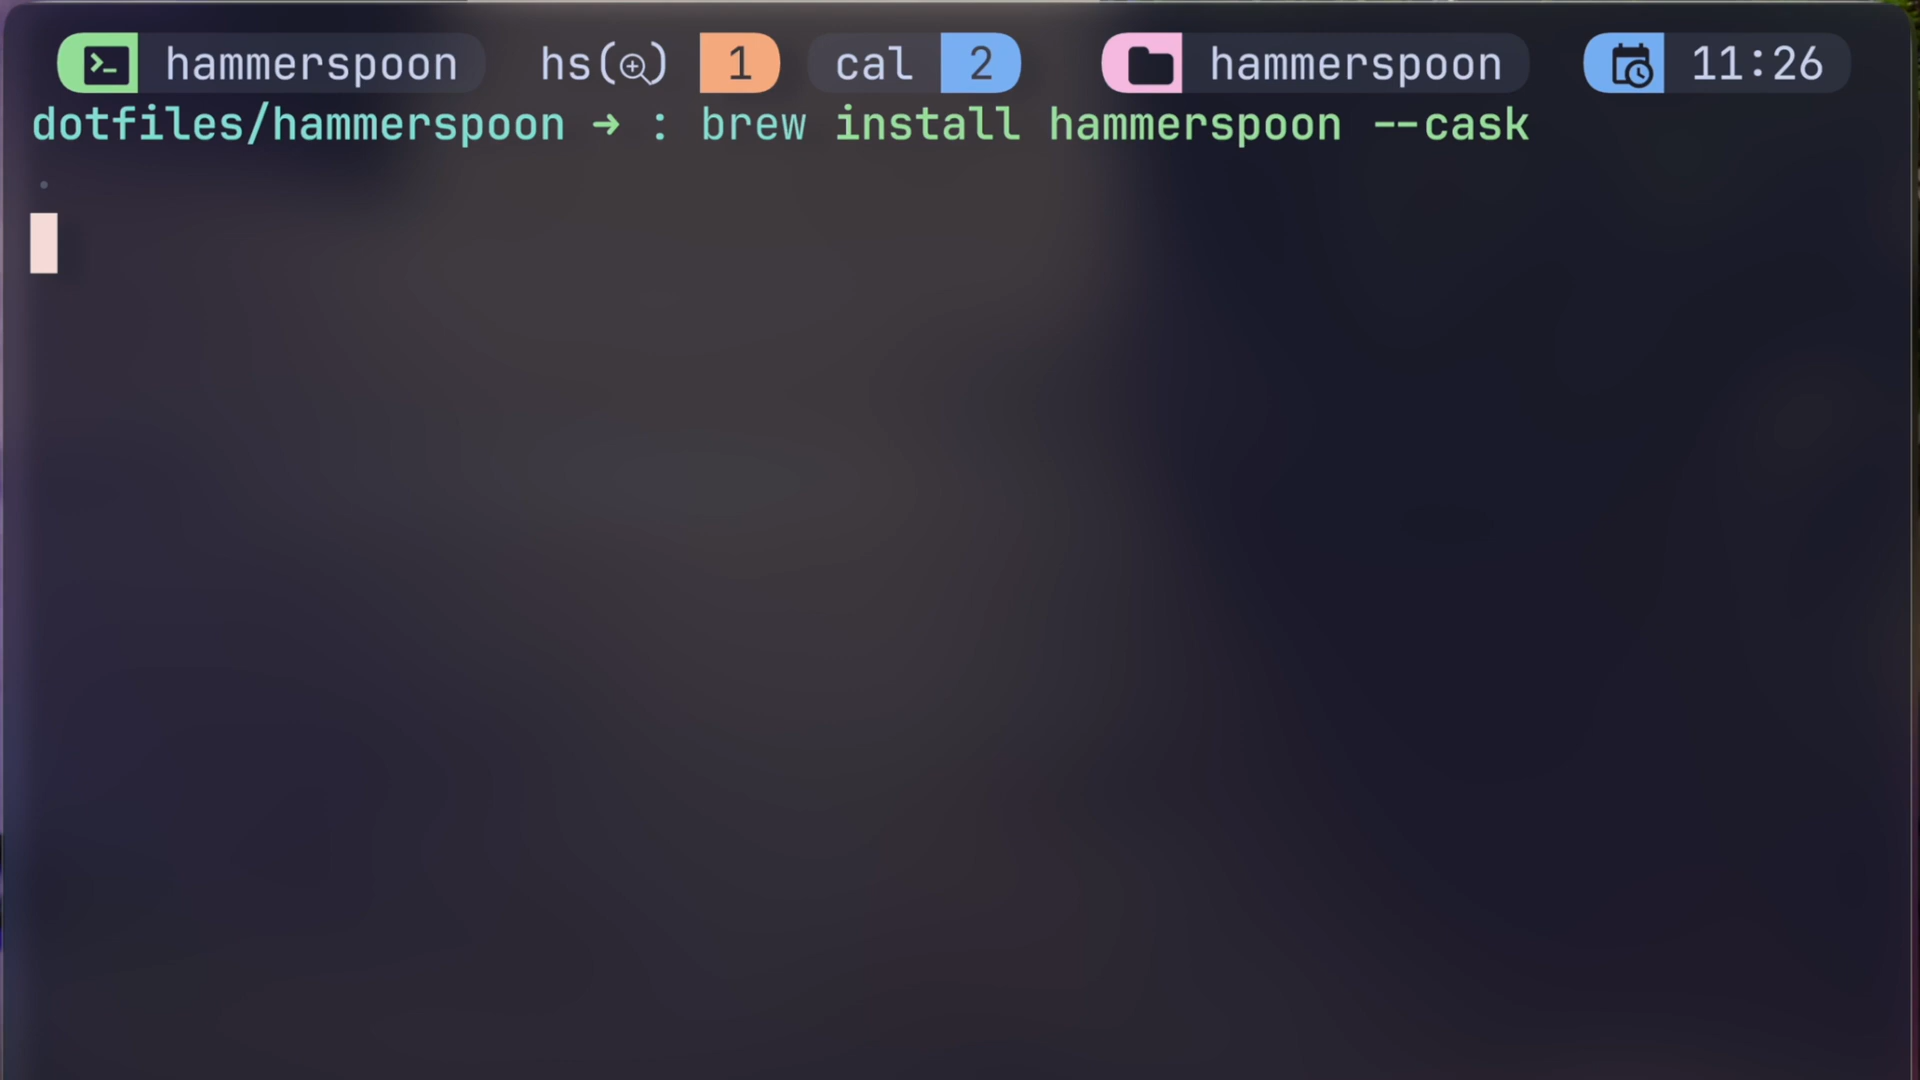 hammerspoon hs() 1 cal 2 hammerspoon 11:26
dotfiles/hammerspoon → : brew install hammerspoon --cask